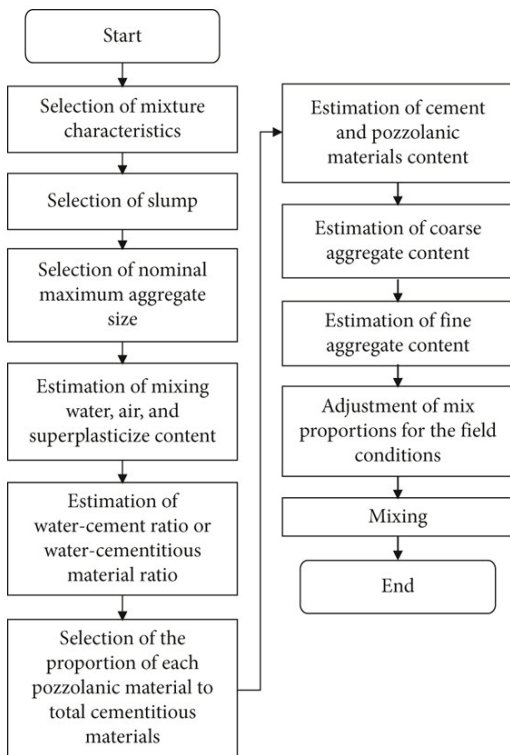 Start
Selection of mixture
characteristics
Selection of slump
Selection of nominal
maximum aggregate
size
Estimation of mixing
water, air, and
superplasticize content
Estimation of
water-cement ratio or
water-cementitious
material ratio
Selection of the
proportion of each
pozzolanic material to
total cementitious
materials
Estimation of cement
and pozzolanic
materials content
Estimation of coarse
aggregate content
Estimation of fine
aggregate content
Adjustment of mix
proportions for the field
conditions
Mixing
End